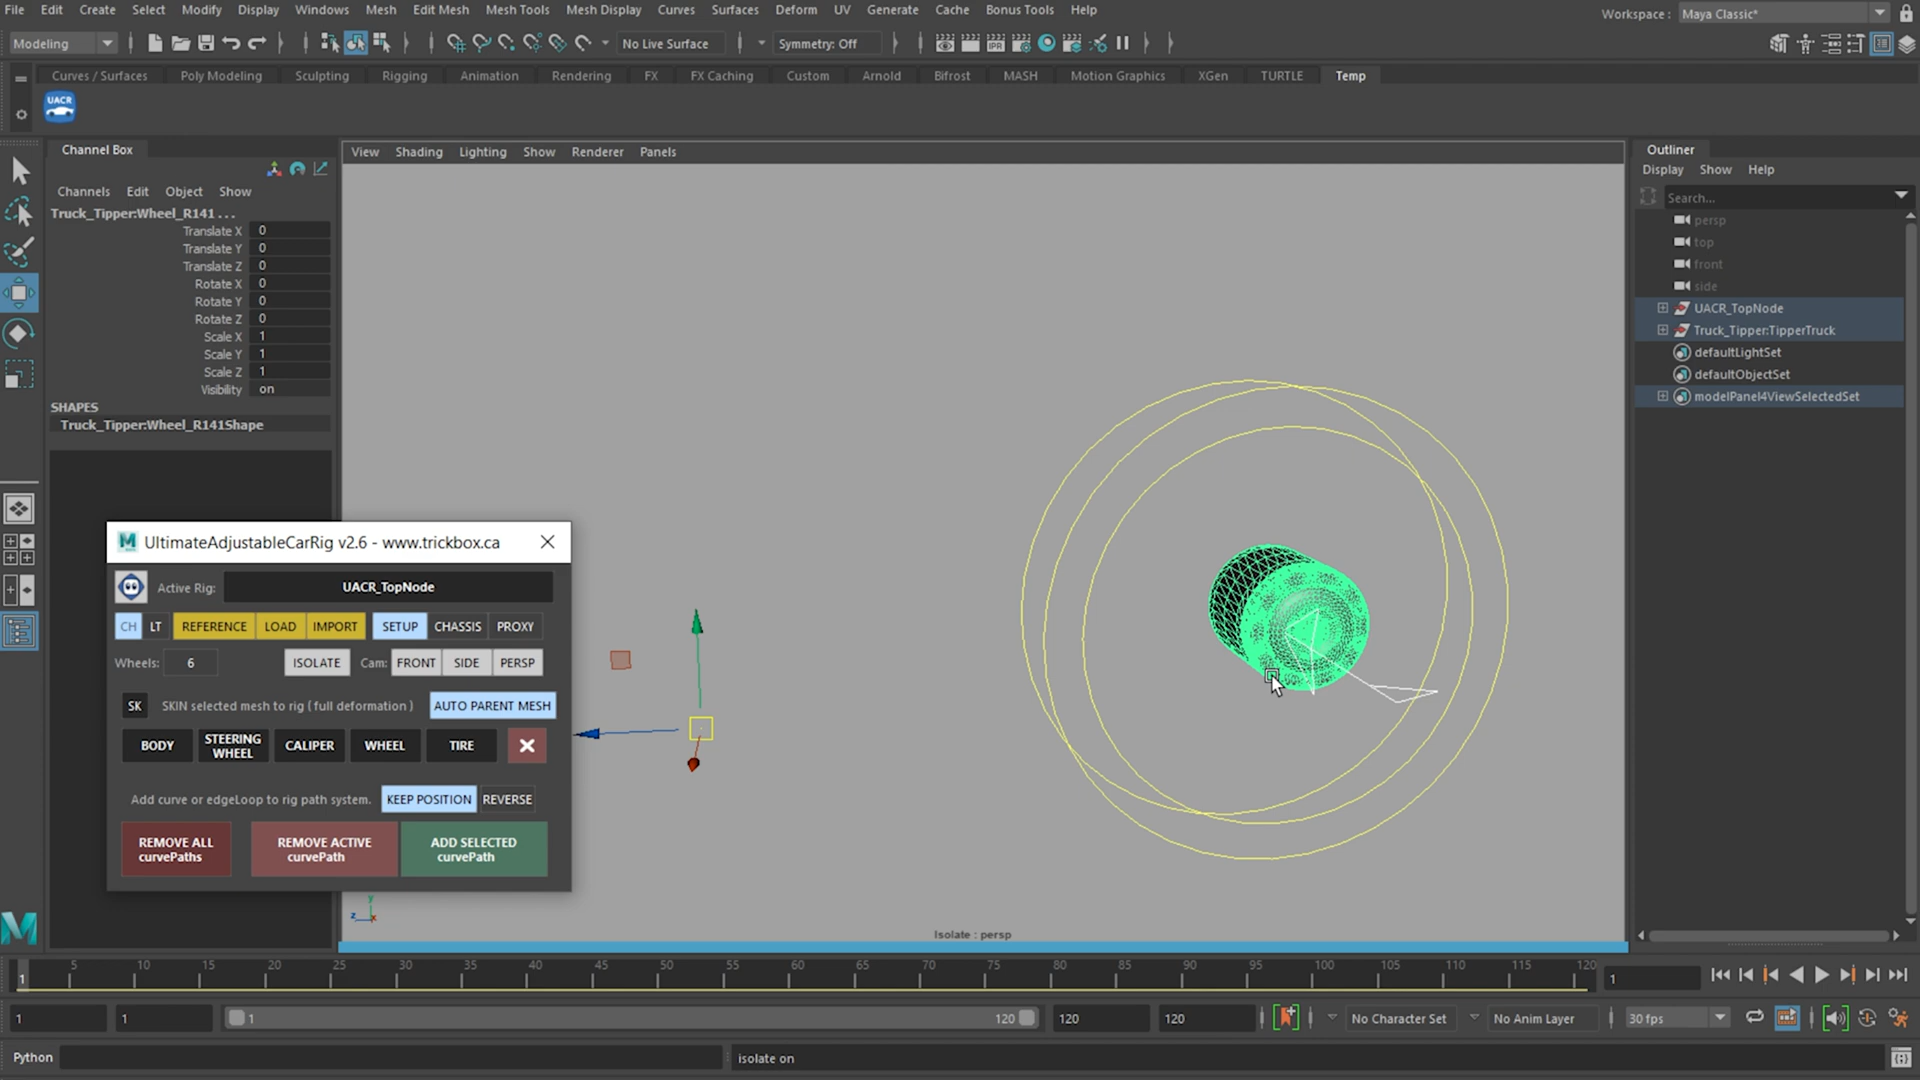 File Edit Create Select Modify Display Windows Mesh Edit Mesh Mesh Tools Mesh Display Curves Surfaces Deform UV Generate Cache Bonus Tools Help
Workspace : Maya Classic*
Modeling No Live Surface Symmetry: Off
Curves / Surfaces Poly Modeling Sculpting Rigging Animation Rendering FX FX Caching Custom Arnold Bifrost MASH Motion Graphics XGen TURTLE Temp
UACR
Channel Box
Channels Edit Object Show
Truck_Tipper:Wheel_R141 ...
Translate X 0
Translate Y 0
Translate Z 0
Rotate X 0
Rotate Y 0
Rotate Z 0
Scale X 1
Scale Y 1
Scale Z 1
Visibility on
SHAPES
Truck_Tipper:Wheel_R141Shape
View Shading Lighting Show Renderer Panels
Outliner
Display Show Help
Search...
persp
top
front
side
UACR_TopNode
Truck_Tipper:TipperTruck
defaultLightSet
defaultObjectSet
modelPanel4ViewSelectedSet
UltimateAdjustableCarRig v2.6 - www.trickbox.ca
Active Rig: UACR_TopNode
CH LT REFERENCE LOAD IMPORT SETUP CHASSIS PROXY
Wheels: 6 ISOLATE Cam: FRONT SIDE PERSP
SK SKIN selected mesh to rig ( full deformation ) AUTO PARENT MESH
BODY STEERING WHEEL CALIPER WHEEL TIRE
Add curve or edgeLoop to rig path system. KEEP POSITION REVERSE
REMOVE ALL curvePaths REMOVE ACTIVE curvePath ADD SELECTED curvePath
y
z x
Isolate : persp
5 10 15 20 25 30 35 40 45 50 55 60 65 70 75 80 85 90 95 100 105 110 115 120
1 1
1 1 1 120 120 120 No Character Set No Anim Layer 30 fps
Python isolate on